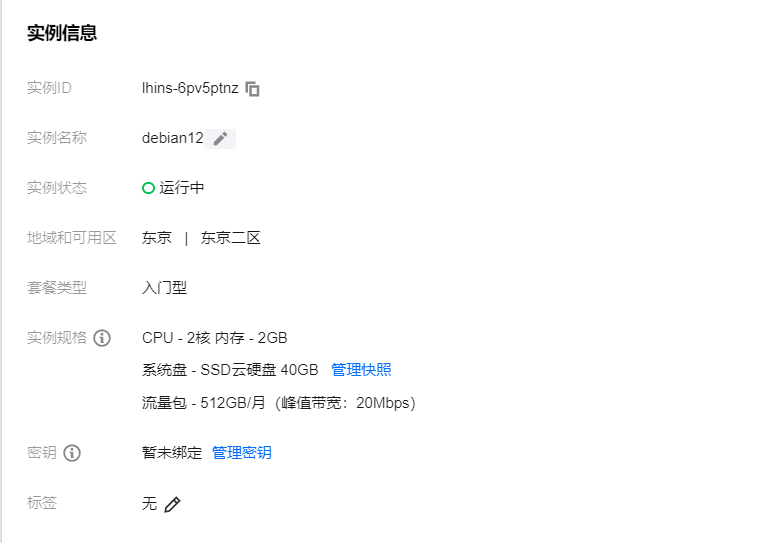 实例信息
实例ID lhins-6pv5ptnz
实例名称 debian12
实例状态 运行中
地域和可用区 东京 | 东京二区
套餐类型 入门型
实例规格 CPU - 2核 内存 - 2GB
系统盘 - SSD云硬盘 40GB 管理快照
流量包 - 512GB/月（峰值带宽：20Mbps）
密钥 暂未绑定 管理密钥
标签 无